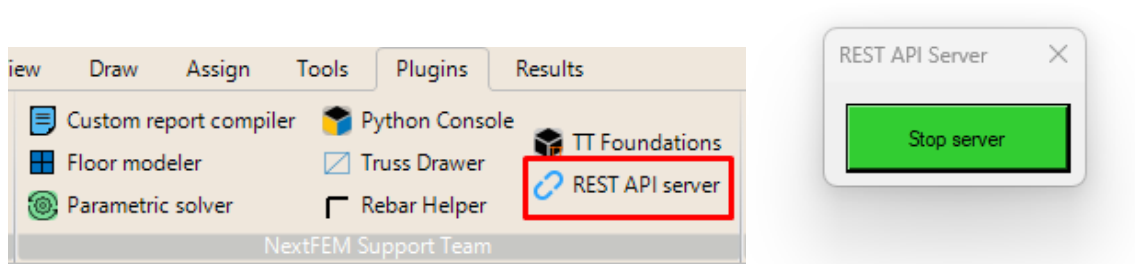 iew Draw Assign Tools Plugins Results
Custom report compiler Python Console
TT Foundations
Floor modeler Truss Drawer
REST API server
Parametric solver Rebar Helper
NextFEM Support Team
REST API Server
Stop server